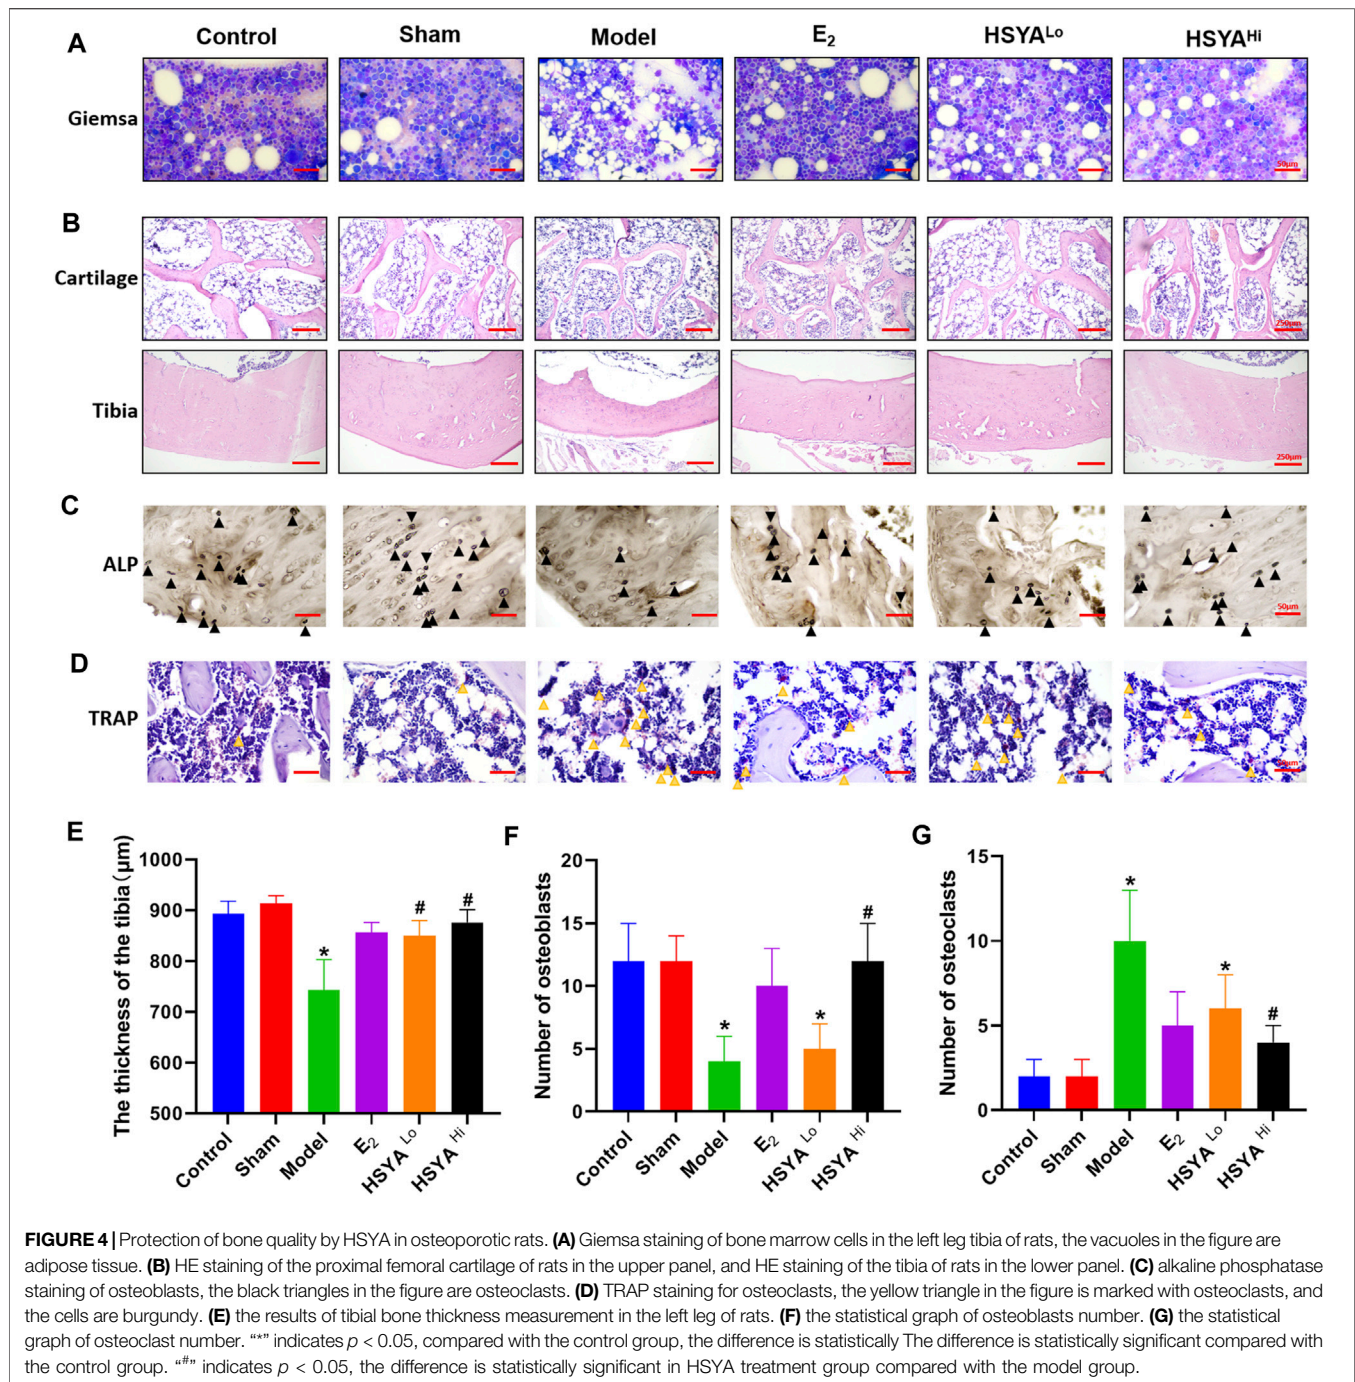 A
Control
Sham
Model
E₂
HSYAᴸᵒ
HSYAᴴⁱ
Giemsa
50μm
B
Cartilage
250μm
Tibia
250μm
C
ALP
50μm
D
TRAP
E
The thickness of the tibia(μm)
1000
900
800
700
600
500
*
#
#
Control
Sham
Model
E₂
HSYA ᴸᵒ
HSYA ᴴⁱ
F
Number of osteoblasts
20
15
10
5
0
*
*
#
Control
Sham
Model
E₂
HSYA ᴸᵒ
HSYA ᴴⁱ
G
Number of osteoclasts
15
10
5
0
*
*
#
Control
Sham
Model
E₂
HSYA ᴸᵒ
HSYA ᴴⁱ
FIGURE 4 | Protection of bone quality by HSYA in osteoporotic rats. (A) Giemsa staining of bone marrow cells in the left leg tibia of rats, the vacuoles in the figure are
adipose tissue. (B) HE staining of the proximal femoral cartilage of rats in the upper panel, and HE staining of the tibia of rats in the lower panel. (C) alkaline phosphatase
staining of osteoblasts, the black triangles in the figure are osteoclasts. (D) TRAP staining for osteoclasts, the yellow triangle in the figure is marked with osteoclasts, and
the cells are burgundy. (E) the results of tibial bone thickness measurement in the left leg of rats. (F) the statistical graph of osteoblasts number. (G) the statistical
graph of osteoclast number. “*” indicates p < 0.05, compared with the control group, the difference is statistically The difference is statistically significant compared with
the control group. “#” indicates p < 0.05, the difference is statistically significant in HSYA treatment group compared with the model group.